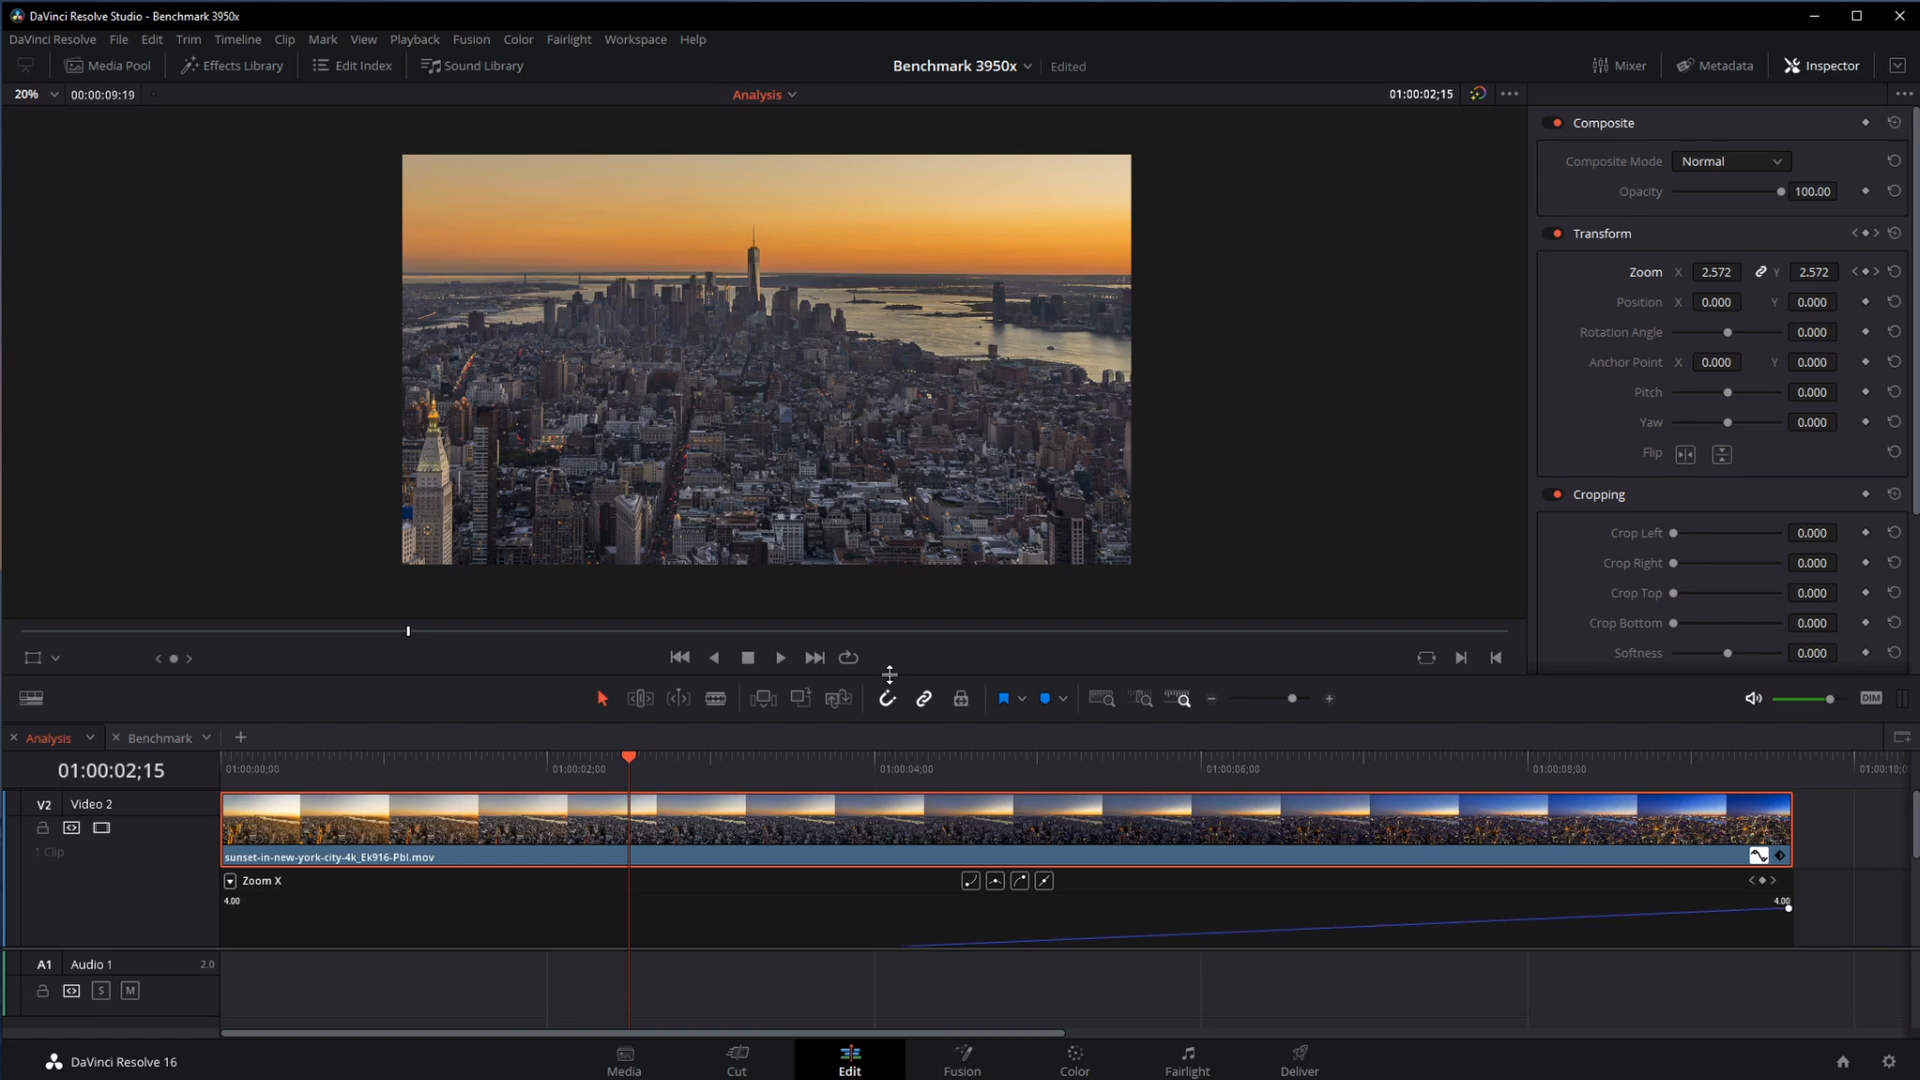 DaVinci Resolve Studio - Benchmark 3950x
DaVinci Resolve File Edit Trim Timeline Clip Mark View Playback Fusion Color Fairlight Workspace Help
Media Pool Effects Library Edit Index Sound Library Benchmark 3950x Edited Mixer Metadata Inspector
20% 00:00:09:19 Analysis 01:00:02;15
Composite
Composite Mode Normal
Opacity 100.00
Transform
Zoom X 2.572 Y 2.572
Position X 0.000 Y 0.000
Rotation Angle 0.000
Anchor Point X 0.000 Y 0.000
Pitch 0.000
Yaw 0.000
Flip
Cropping
Crop Left 0.000
Crop Right 0.000
Crop Top 0.000
Crop Bottom 0.000
Softness 0.000
DIM
Analysis Benchmark
01:00:02;15 01:00:00;00 01:00:02;00 01:00:04;00 01:00:06;00 01:00:08;00 01:00:10;
V2 Video 2
1 Clip
sunset-in-new-york-city-4k_Ek916-Pbl.mov
Zoom X
4.00 4.00
A1 Audio 1 2.0
S M
DaVinci Resolve 16 Media Cut Edit Fusion Color Fairlight Deliver